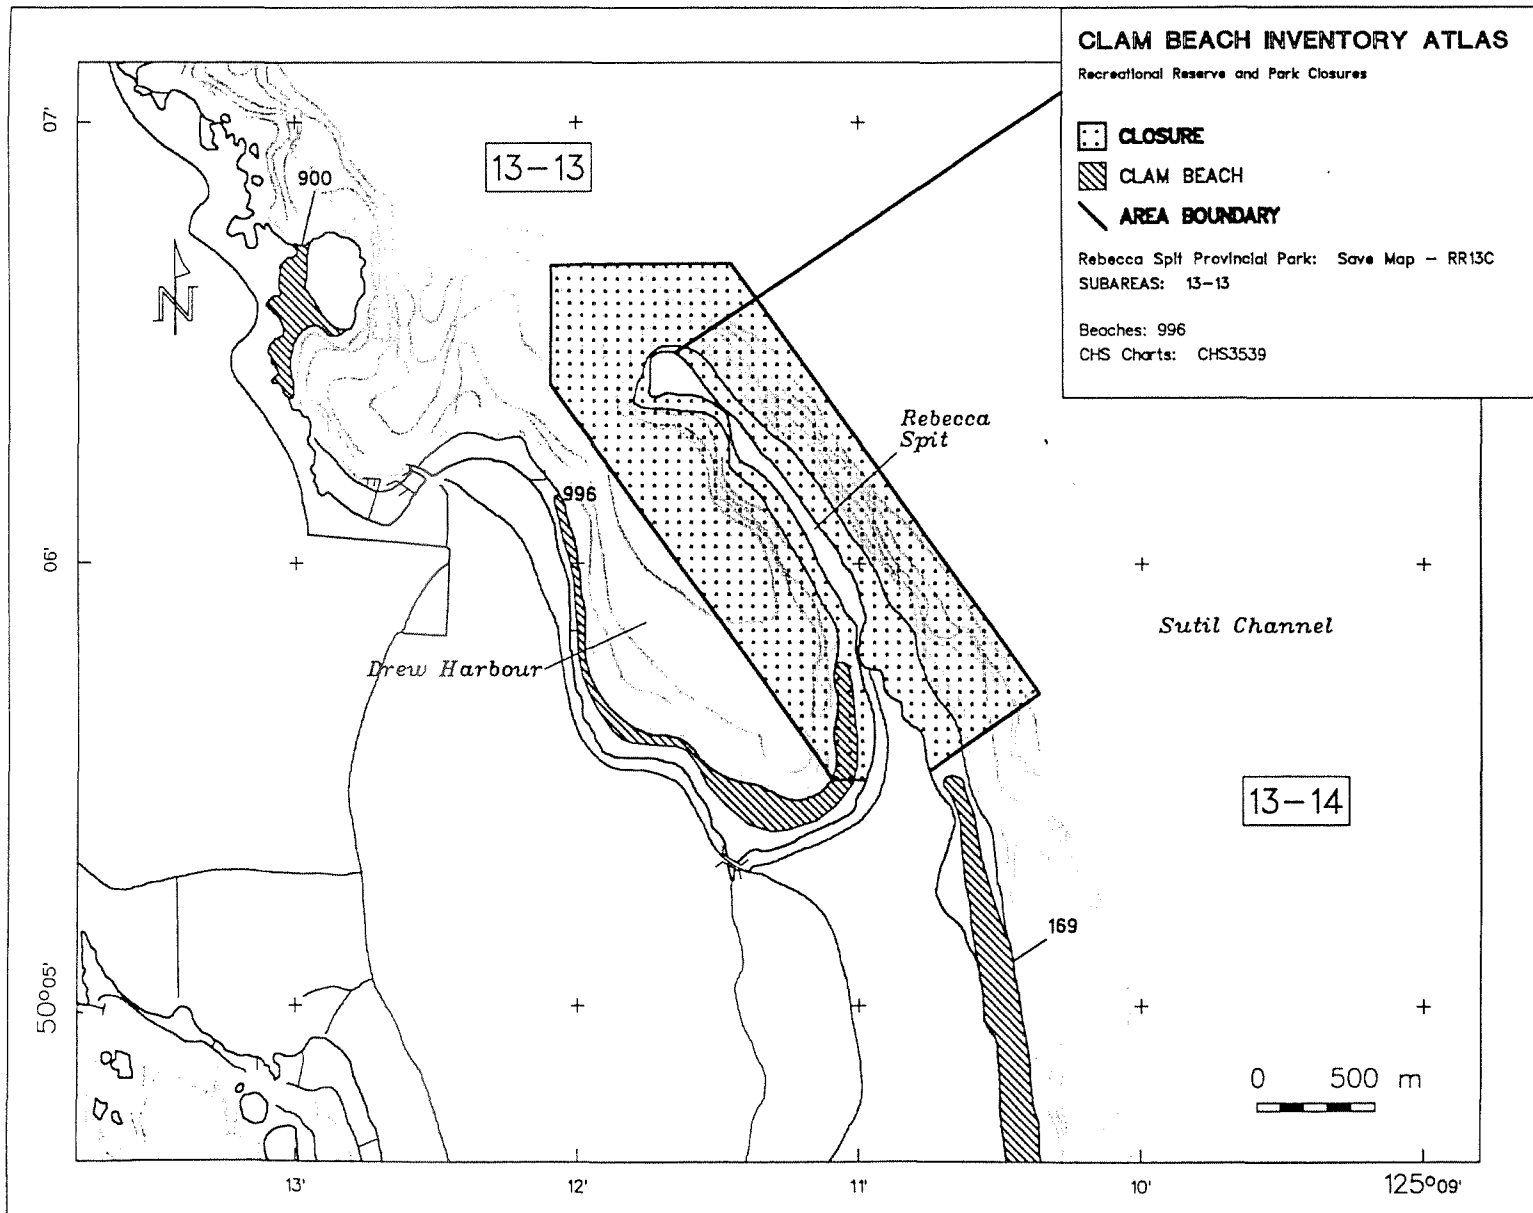 CLAM BEACH INVENTORY ATLAS
Recreational Reserve and Park Closures
CLOSURE
CLAM BEACH
AREA BOUNDARY
Rebecca Spit Provincial Park: Save Map - RR13C
SUBAREAS: 13-13
Beaches: 996
CHS Charts: CHS3539
07'
13-13
900
N
Rebecca
Spit
996
06'
Sutil Channel
Drew Harbour
13-14
169
50°05'
0 500 m
13'
12'
11'
10'
125°09'